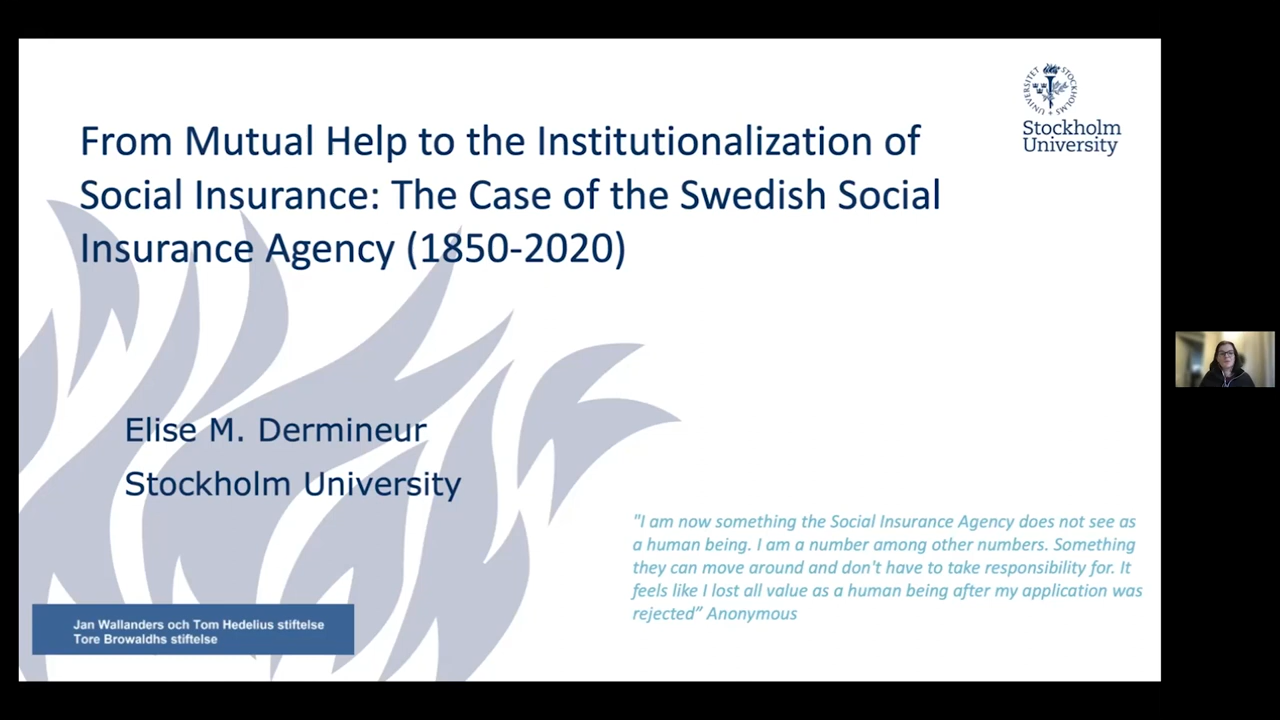 STOCKHOLMS UNIVERSITET
Stockholm
University
From Mutual Help to the Institutionalization of
Social Insurance: The Case of the Swedish Social
Insurance Agency (1850-2020)
Elise M. Dermineur
Stockholm University
"I am now something the Social Insurance Agency does not see as
a human being. I am a number among other numbers. Something
they can move around and don't have to take responsibility for. It
feels like I lost all value as a human being after my application was
rejected” Anonymous
Jan Wallanders och Tom Hedelius stiftelse
Tore Browaldhs stiftelse